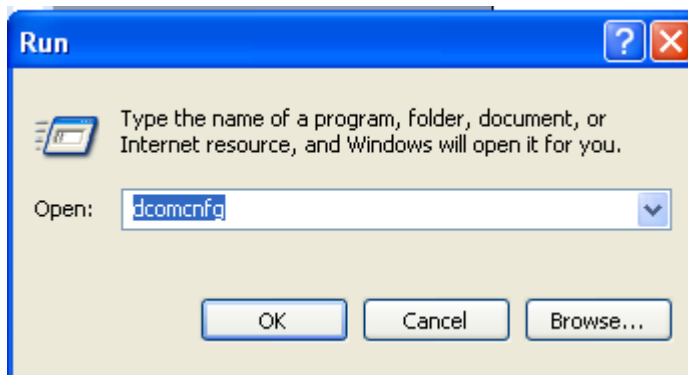 Run
Type the name of a program, folder, document, or
Internet resource, and Windows will open it for you.
Open: dcomcnfg
OK Cancel Browse...